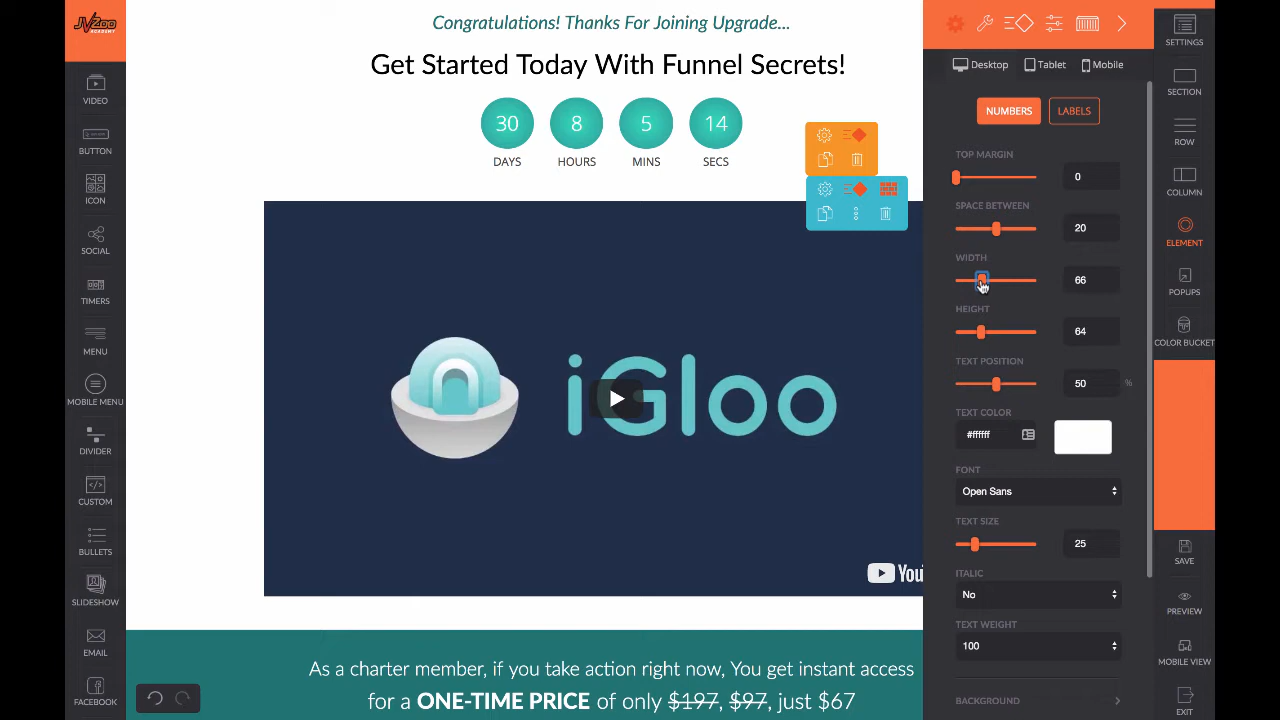 JVZoo
ACADEMY
VIDEO
BUTTON
ICON
SOCIAL
TIMERS
MENU
MOBILE MENU
DIVIDER
CUSTOM
BULLETS
SLIDESHOW
EMAIL
FACEBOOK
Congratulations! Thanks For Joining Upgrade...
Get Started Today With Funnel Secrets!
30 8 5 14
DAYS HOURS MINS SECS
iGloo
You
As a charter member, if you take action right now, You get instant access
for a ONE-TIME PRICE of only $197, $97, just $67
Desktop Tablet Mobile
NUMBERS LABELS
TOP MARGIN
0
SPACE BETWEEN
20
WIDTH
66
HEIGHT
64
TEXT POSITION
50 %
TEXT COLOR
#ffffff
FONT
Open Sans
TEXT SIZE
25
ITALIC
No
TEXT WEIGHT
100
BACKGROUND
SETTINGS
SECTION
ROW
COLUMN
ELEMENT
POPUPS
COLOR BUCKET
SAVE
PREVIEW
MOBILE VIEW
EXIT